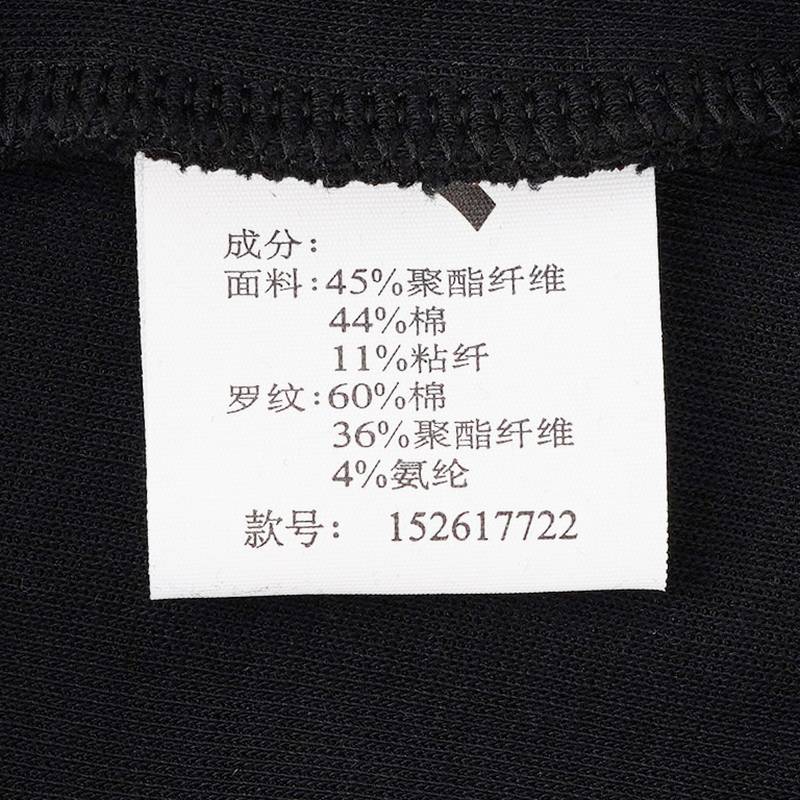 成分:
面料:45%聚酯纤维
44%棉
11%粘纤
罗纹:60%棉
36%聚酯纤维
4%氨纶
款号: 152617722